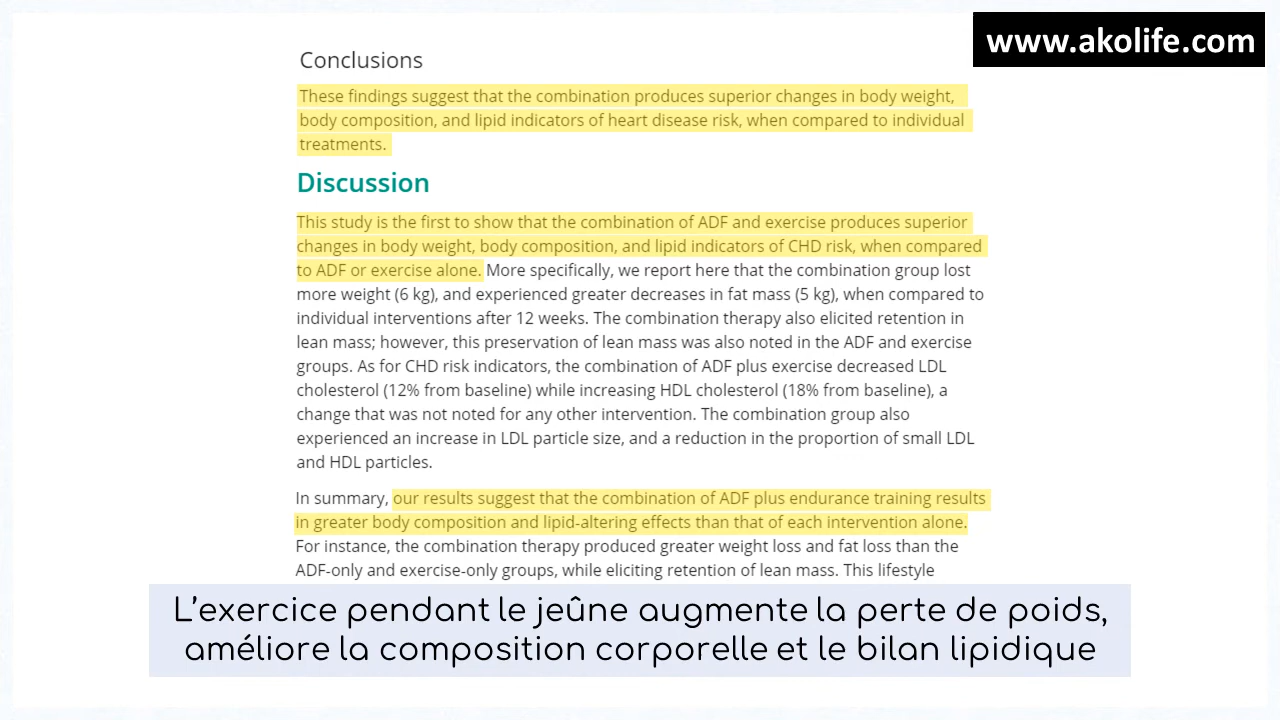 www.akolife.com
Conclusions
These findings suggest that the combination produces superior changes in body weight,
body composition, and lipid indicators of heart disease risk, when compared to individual
treatments.
Discussion
This study is the first to show that the combination of ADF and exercise produces superior
changes in body weight, body composition, and lipid indicators of CHD risk, when compared
to ADF or exercise alone. More specifically, we report here that the combination group lost
more weight (6 kg), and experienced greater decreases in fat mass (5 kg), when compared to
individual interventions after 12 weeks. The combination therapy also elicited retention in
lean mass; however, this preservation of lean mass was also noted in the ADF and exercise
groups. As for CHD risk indicators, the combination of ADF plus exercise decreased LDL
cholesterol (12% from baseline) while increasing HDL cholesterol (18% from baseline), a
change that was not noted for any other intervention. The combination group also
experienced an increase in LDL particle size, and a reduction in the proportion of small LDL
and HDL particles.
In summary, our results suggest that the combination of ADF plus endurance training results
in greater body composition and lipid-altering effects than that of each intervention alone.
For instance, the combination therapy produced greater weight loss and fat loss than the
ADF-only and exercise-only groups, while eliciting retention of lean mass. This lifestyle
L'exercice pendant le jeûne augmente la perte de poids,
améliore la composition corporelle et le bilan lipidique